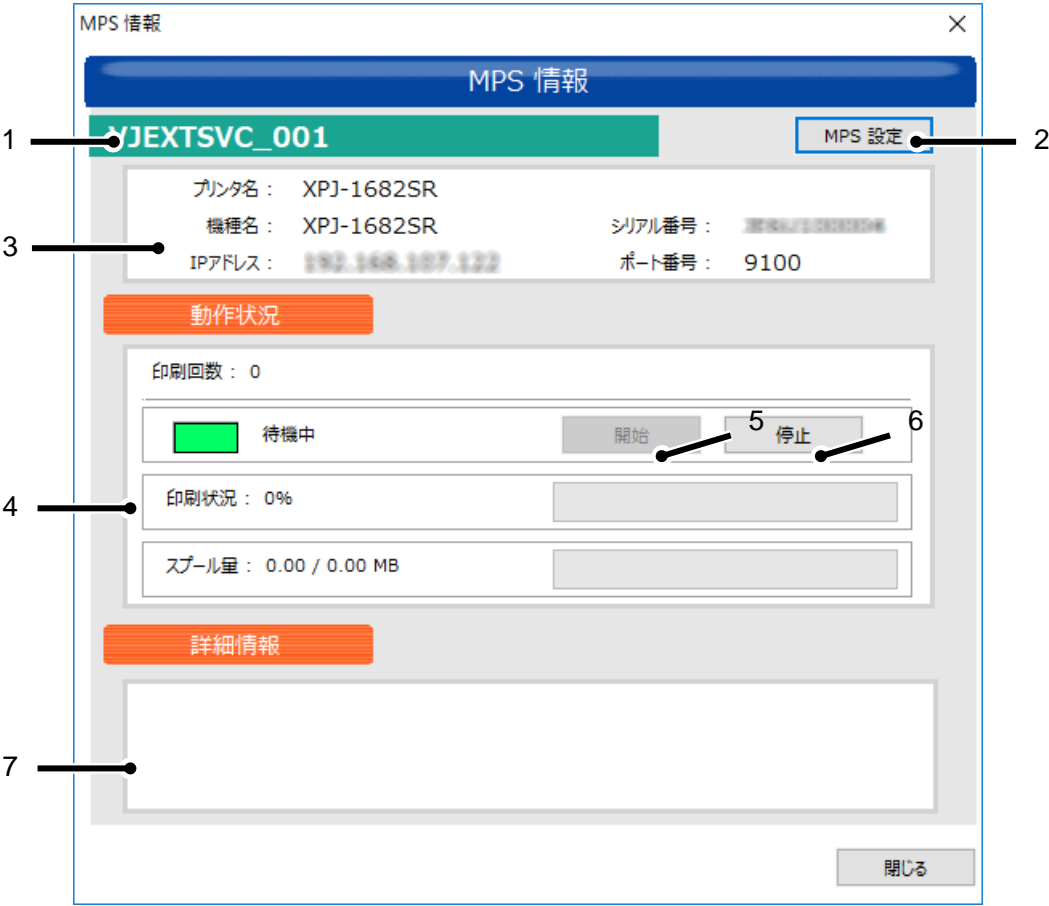 MPS 情報
MPS 情報
1
VJEXTSVC_001
MPS 設定
2
プリンタ名： XPJ-1682SR
機種名： XPJ-1682SR
シリアル番号：
3
IPアドレス：
ポート番号： 9100
動作状況
印刷回数： 0
待機中
開始
5
停止
6
4
印刷状況： 0%
スプール量： 0.00 / 0.00 MB
詳細情報
7
閉じる